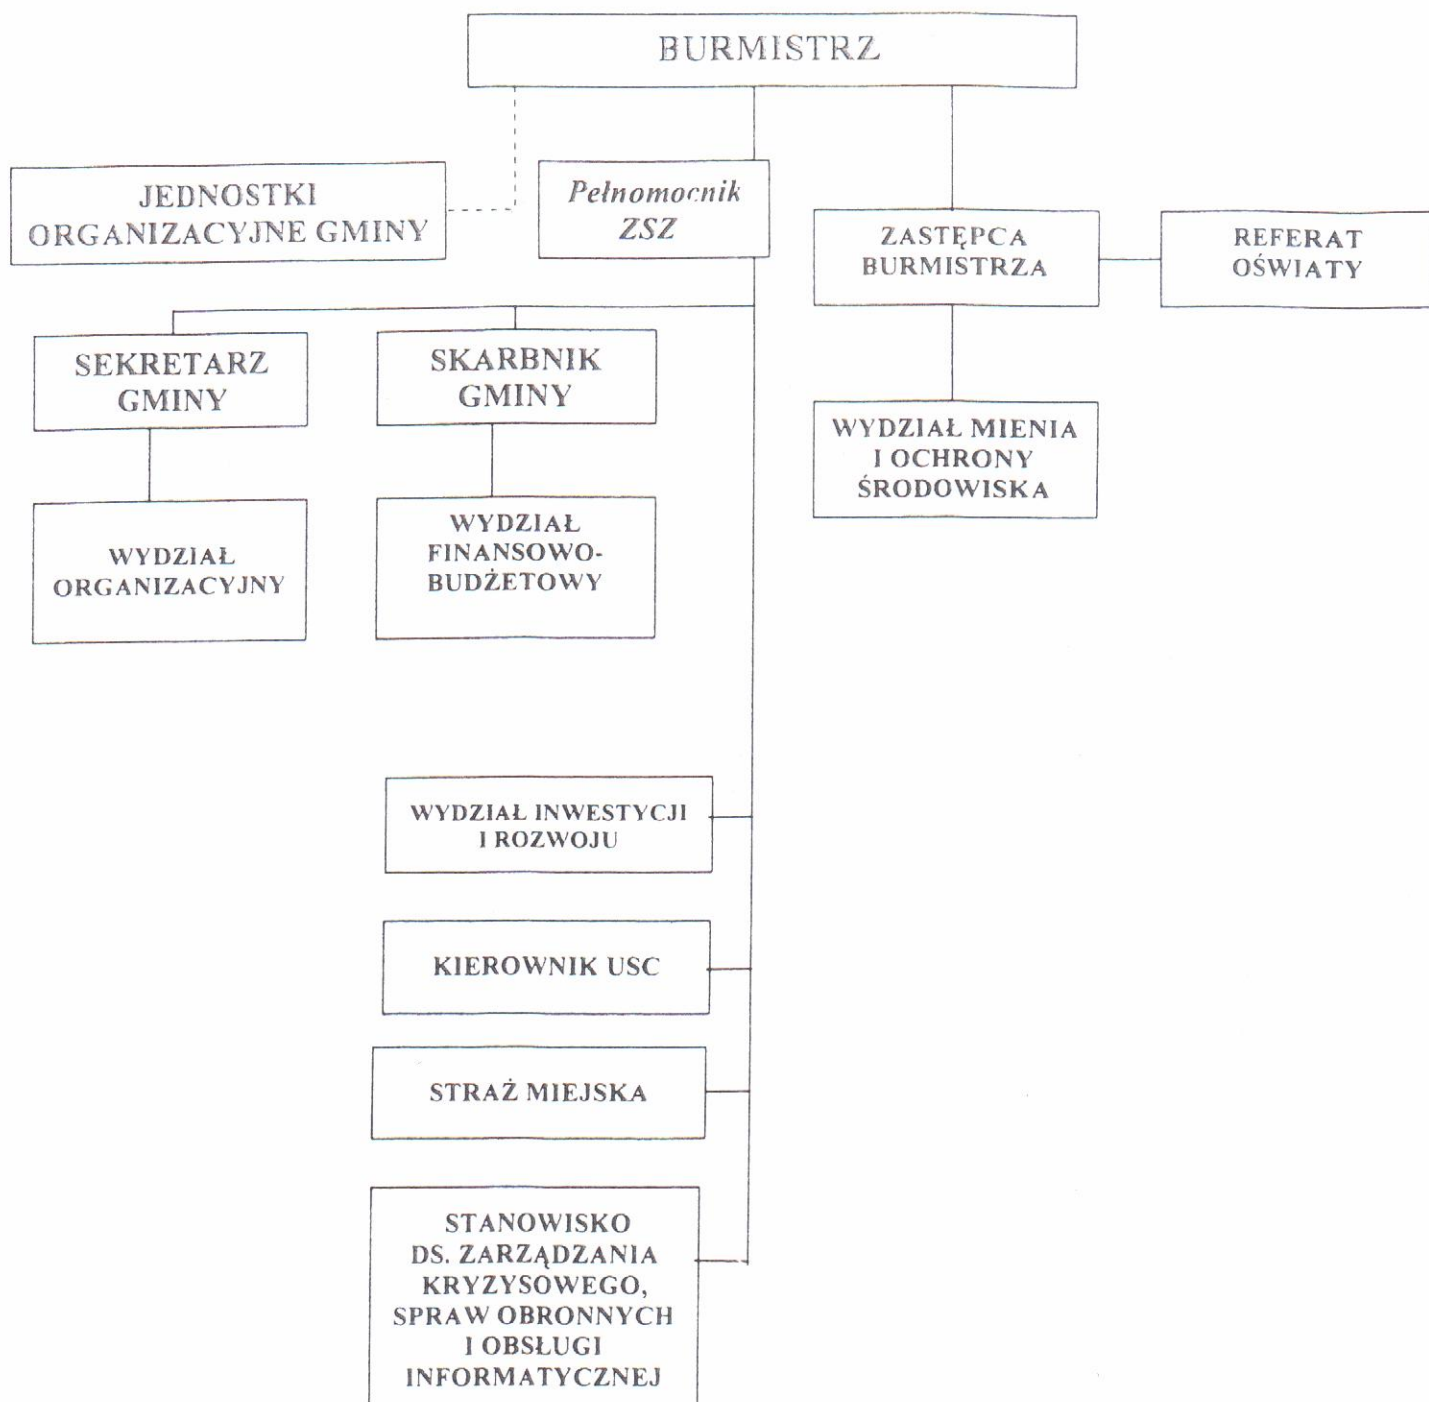 BURMISTRZ
JEDNOSTKI
ORGANIZACYJNE GMINY
Pełnomocnik
ZSZ
ZASTĘPCA
BURMISTRZA
REFERAT
OŚWIATY
SEKRETARZ
GMINY
SKARBNIK
GMINY
WYDZIAŁ MIENIA
I OCHRONY
ŚRODOWISKA
WYDZIAŁ
ORGANIZACYJNY
WYDZIAŁ
FINANSOWO-
BUDŻETOWY
WYDZIAŁ INWESTYCJI
I ROZWOJU
KIEROWNIK USC
STRAŻ MIEJSKA
STANOWISKO
DS. ZARZĄDZANIA
KRYZYSOWEGO,
SPRAW OBRONNYCH
I OBSŁUGI
INFORMATYCZNEJ